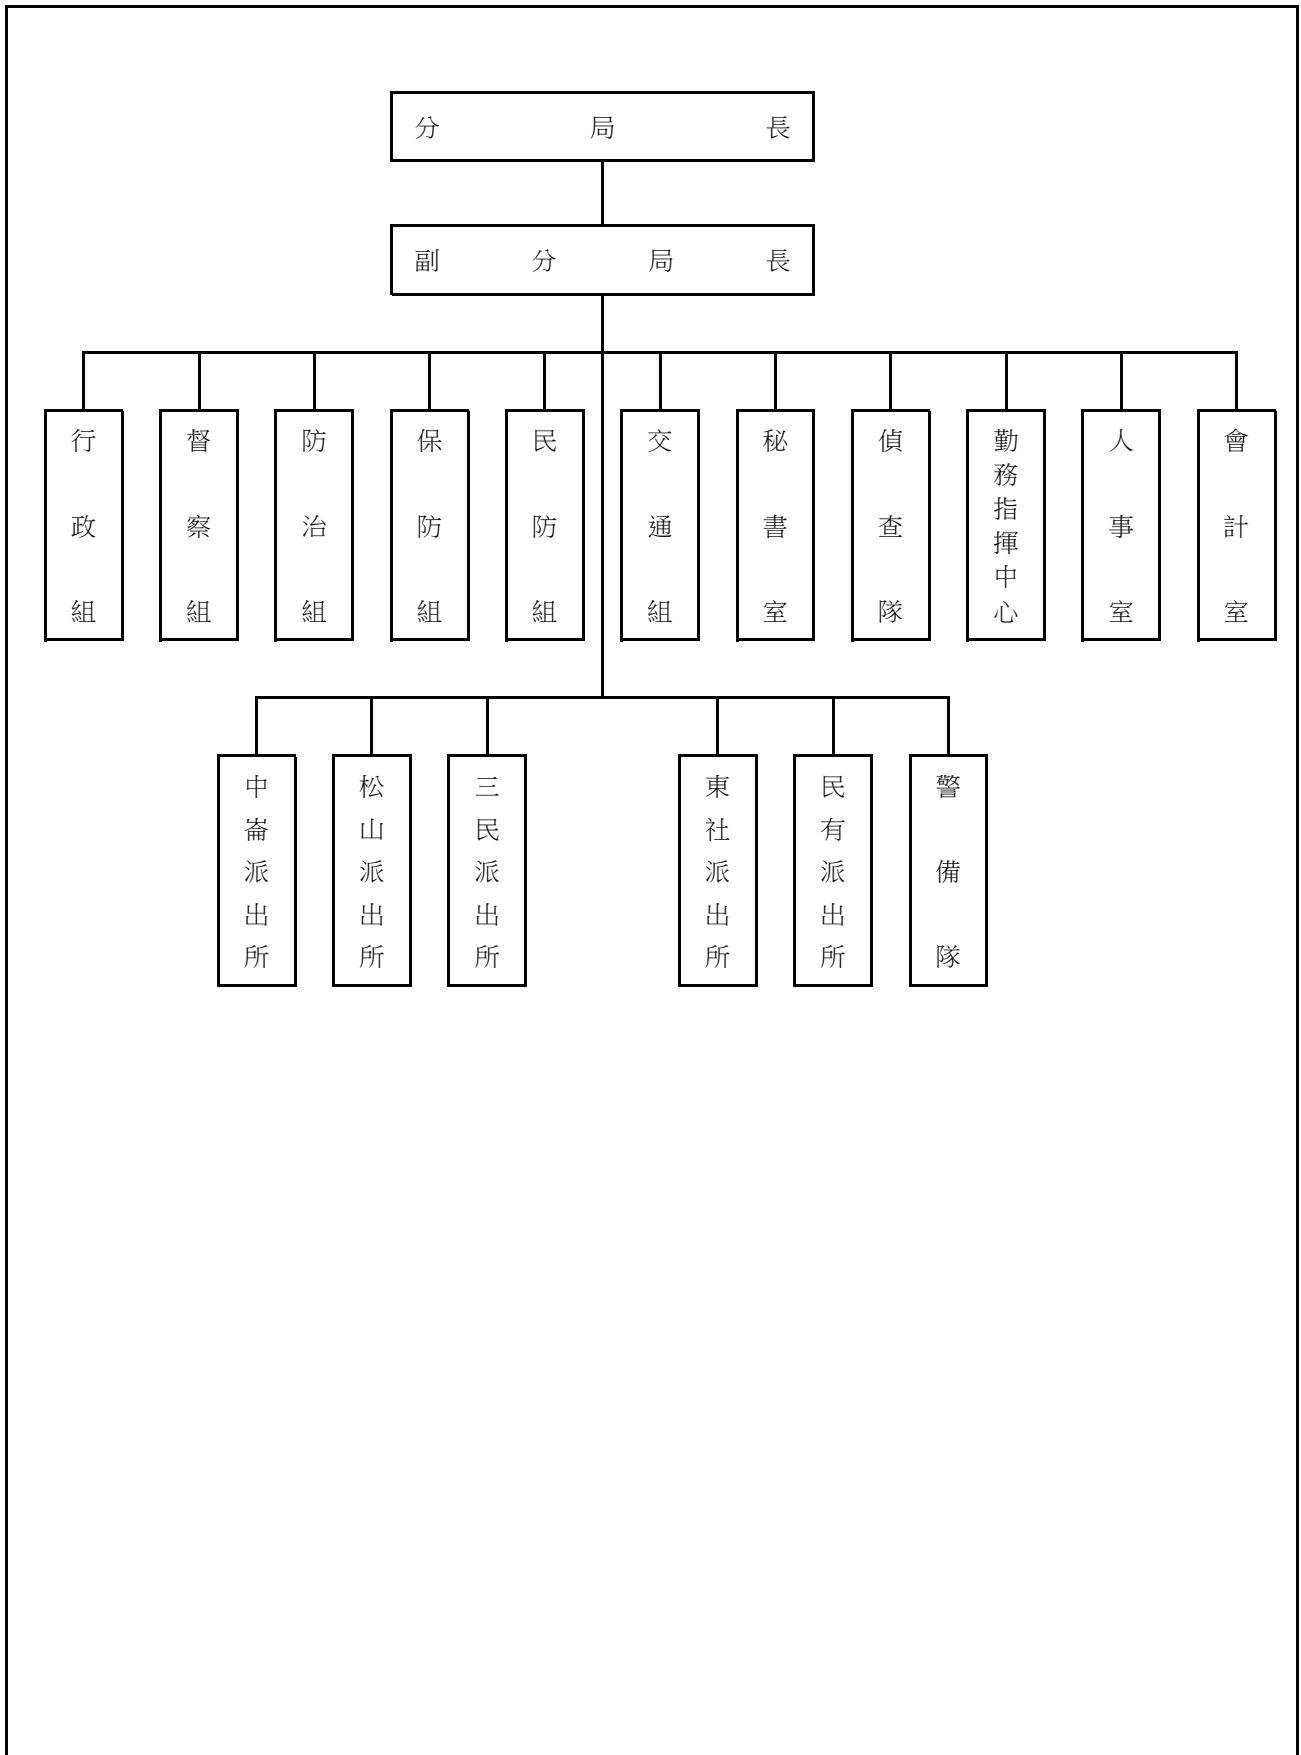 分局長
副分局長
行政組
督察組
防治組
保防組
民防組
交通組
秘書室
偵查隊
勤務指揮中心
人事室
會計室
中崙派出所
松山派出所
三民派出所
東社派出所
民有派出所
警備隊